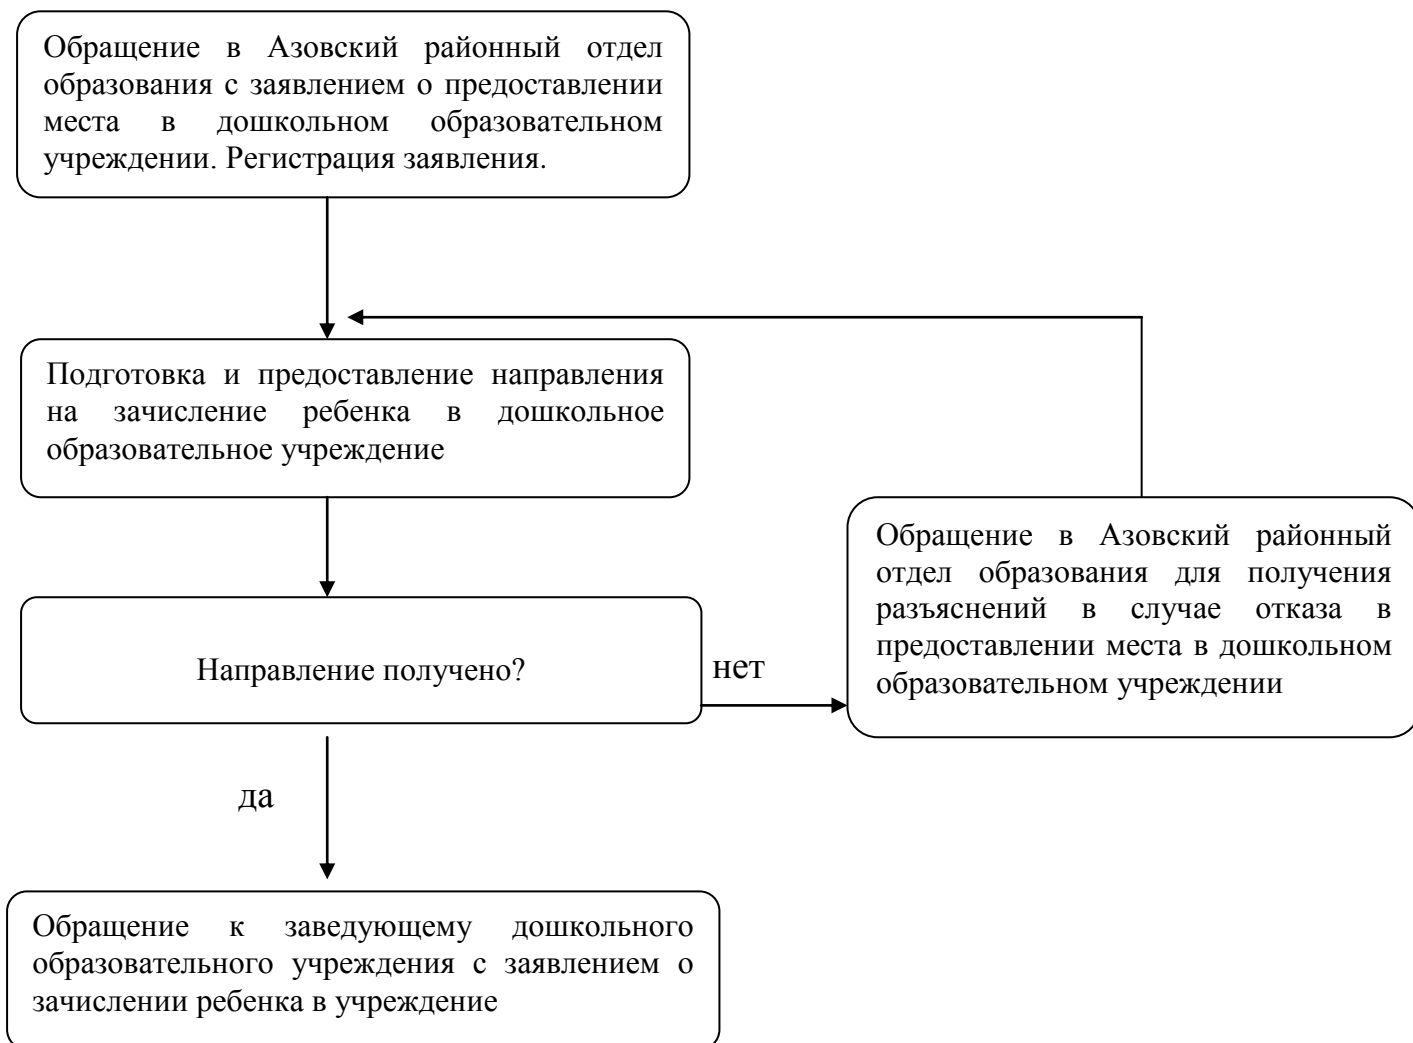 Обращение в Азовский районный отдел
образования с заявлением о предоставлении
места в дошкольном образовательном
учреждении. Регистрация заявления.
Подготовка и предоставление направления
на зачисление ребенка в дошкольное
образовательное учреждение
Направление получено?
нет
Обращение в Азовский районный
отдел образования для получения
разъяснений в случае отказа в
предоставлении места в дошкольном
образовательном учреждении
да
Обращение к заведующему дошкольного
образовательного учреждения с заявлением о
зачислении ребенка в учреждение